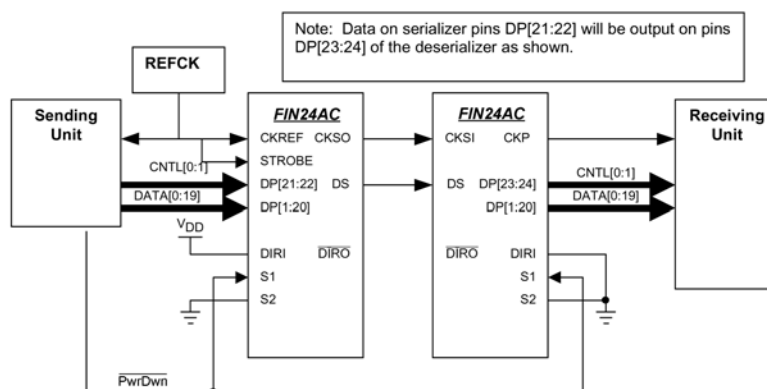 Note: Data on serializer pins DP[21:22] will be output on pins
DP[23:24] of the deserializer as shown.
REFCK
Sending
Unit
FIN24AC
FIN24AC
Receiving
Unit
CKREF CKSO
CKSI CKP
STROBE
CNTL[0:1]
DP[21:22] DS
DS DP[23:24]
CNTL[0:1]
DATA[0:19]
DP[1:20]
DP[1:20]
DATA[0:19]
VDD
DIRI DIRO
DIRO DIRI
S1
S1
S2
S2
PwrDwn